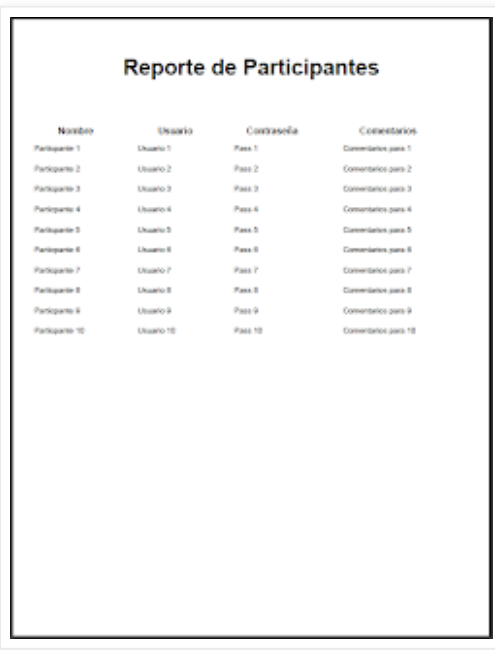 Reporte de Participantes
Nombre Usuario Contraseña Comentarios
Participante 1 Usuario 1 Pass 1 Comentarios para 1
Participante 2 Usuario 2 Pass 2 Comentarios para 2
Participante 3 Usuario 3 Pass 3 Comentarios para 3
Participante 4 Usuario 4 Pass 4 Comentarios para 4
Participante 5 Usuario 5 Pass 5 Comentarios para 5
Participante 6 Usuario 6 Pass 6 Comentarios para 6
Participante 7 Usuario 7 Pass 7 Comentarios para 7
Participante 8 Usuario 8 Pass 8 Comentarios para 8
Participante 9 Usuario 9 Pass 9 Comentarios para 9
Participante 10 Usuario 10 Pass 10 Comentarios para 10